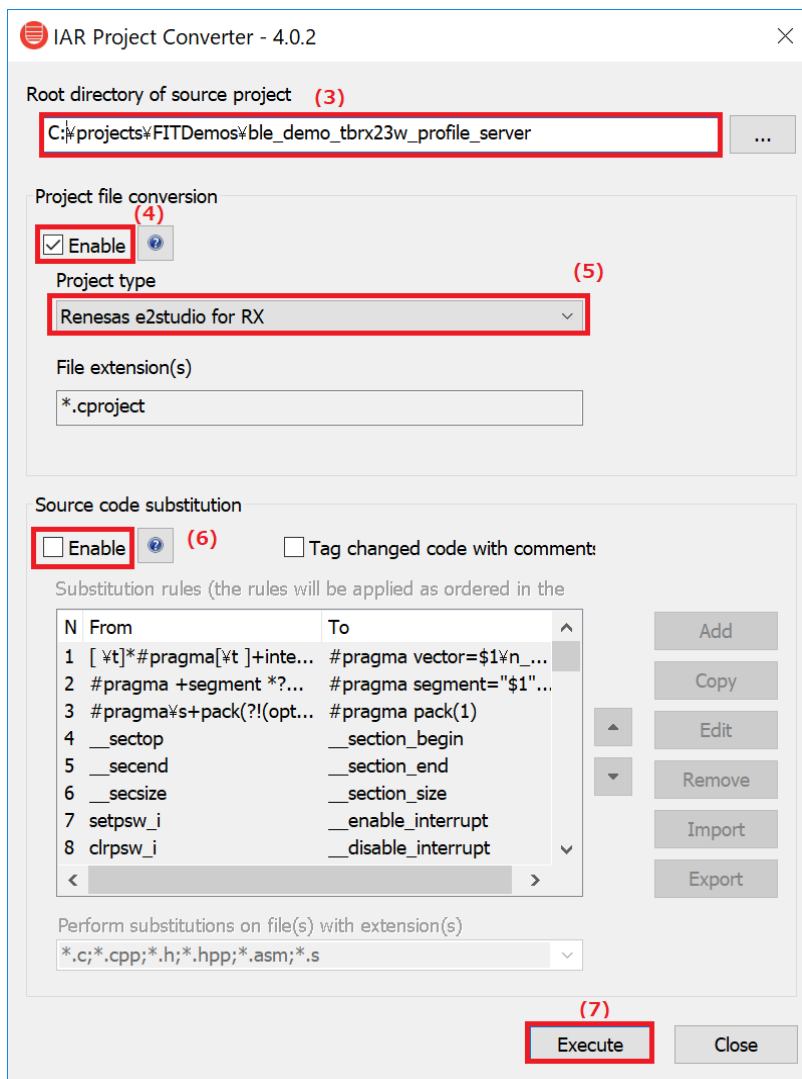 IAR Project Converter - 4.0.2
Root directory of source project (3)
C:¥projects¥FITDemos¥ble_demo_tbrx23w_profile_server
...
Project file conversion
(4)
Enable
Project type
(5)
Renesas e2studio for RX
File extension(s)
*.cproject
Source code substitution
Enable (6) Tag changed code with comments
Substitution rules (the rules will be applied as ordered in the
N From To
1 [ ¥t]*#pragma[¥t ]+inte... #pragma vector=$1¥n_...
2 #pragma +segment *?... #pragma segment="$1"...
3 #pragma¥s+pack(?!(opt... #pragma pack(1)
4 __sectop __section_begin
5 __secend __section_end
6 __secsize __section_size
7 setpsw_i __enable_interrupt
8 clrpsw_i __disable_interrupt
Add
Copy
Edit
Remove
Import
Export
Perform substitutions on file(s) with extension(s)
*.c;*.cpp;*.h;*.hpp;*.asm;*.s
(7)
Execute Close